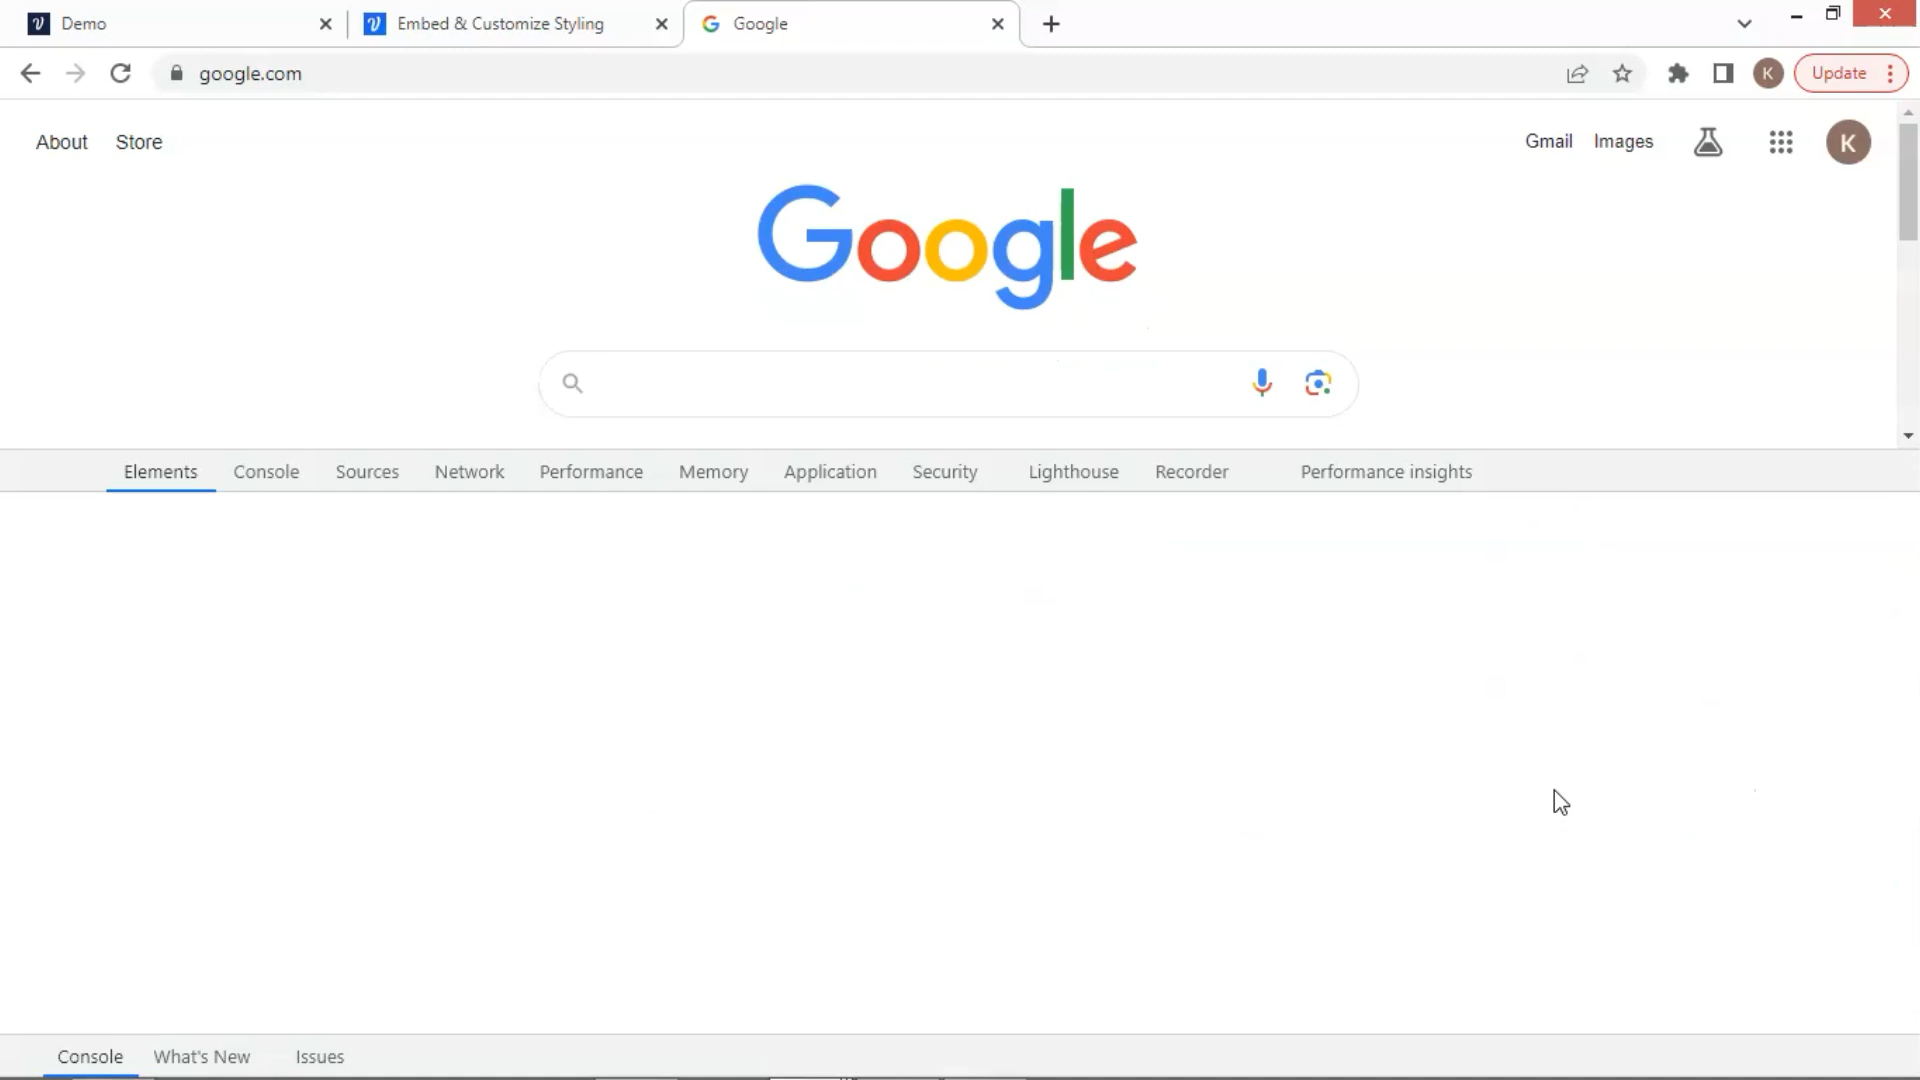 Demo
Embed & Customize Styling
Google
google.com
K
Update
About Store
Gmail Images K
Google
Elements Console Sources Network Performance Memory Application Security Lighthouse Recorder Performance insights
Console What's New Issues